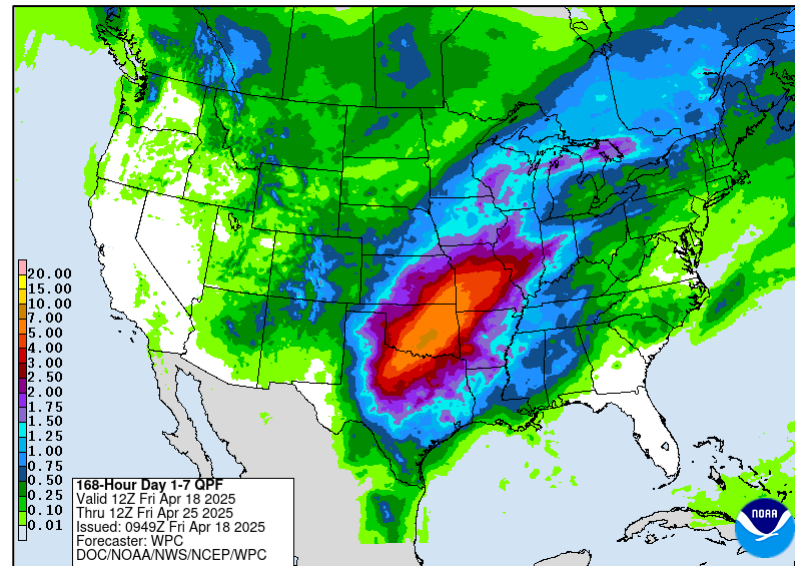 20.00
15.00
10.00
7.00
5.00
4.00
3.00
2.50
2.00
1.75
1.50
1.25
1.00
0.75
0.50
0.25
0.10
0.01
168-Hour Day 1-7 QPF
Valid 12Z Fri Apr 18 2025
Thru 12Z Fri Apr 25 2025
Issued: 0949Z Fri Apr 18 2025
Forecaster: WPC
DOC/NOAA/NWS/NCEP/WPC
NOAA